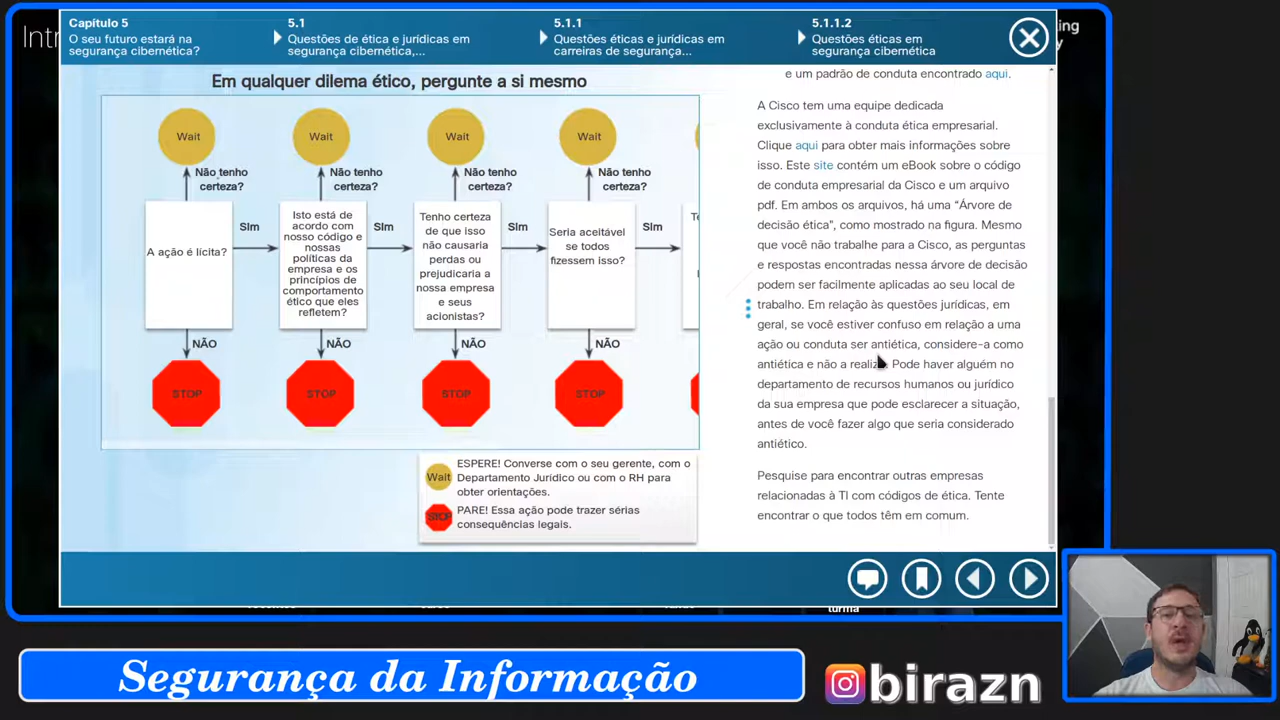 Intr
king
y
Capítulo 5
O seu futuro estará na
segurança cibernética?
5.1
Questões de ética e jurídicas em
segurança cibernética,...
5.1.1
Questões éticas e jurídicas em
carreiras de segurança...
5.1.1.2
Questões éticas em
segurança cibernética
Em qualquer dilema ético, pergunte a si mesmo
Wait
Wait
Wait
Wait
Não tenho
certeza?
Não tenho
certeza?
Não tenho
certeza?
Não tenho
certeza?
A ação é lícita?
SIm
Isto está de
acordo com
nosso código e
nossas
políticas da
empresa e os
princípios de
comportamento
ético que eles
refletem?
SIm
Tenho certeza
de que isso
não causaria
perdas ou
prejudicaria a
nossa empresa
e seus
acionistas?
SIm
Seria aceitável
se todos
fizessem isso?
SIm
NÃO
NÃO
NÃO
NÃO
STOP
STOP
STOP
STOP
Wait
ESPERE! Converse com o seu gerente, com o
Departamento Jurídico ou com o RH para
obter orientações.
STOP
PARE! Essa ação pode trazer sérias
consequências legais.
e um padrão de conduta encontrado aqui.
A Cisco tem uma equipe dedicada
exclusivamente à conduta ética empresarial.
Clique aqui para obter mais informações sobre
isso. Este site contém um eBook sobre o código
de conduta empresarial da Cisco e um arquivo
pdf. Em ambos os arquivos, há uma “Árvore de
decisão ética”, como mostrado na figura. Mesmo
que você não trabalhe para a Cisco, as perguntas
e respostas encontradas nessa árvore de decisão
podem ser facilmente aplicadas ao seu local de
trabalho. Em relação às questões jurídicas, em
geral, se você estiver confuso em relação a uma
ação ou conduta ser antiética, considere-a como
antiética e não a realiz Pode haver alguém no
departamento de recursos humanos ou jurídico
da sua empresa que pode esclarecer a situação,
antes de você fazer algo que seria considerado
antiético.
Pesquise para encontrar outras empresas
relacionadas à TI com códigos de ética. Tente
encontrar o que todos têm em comum.
turma
Segurança da Informação
birazn